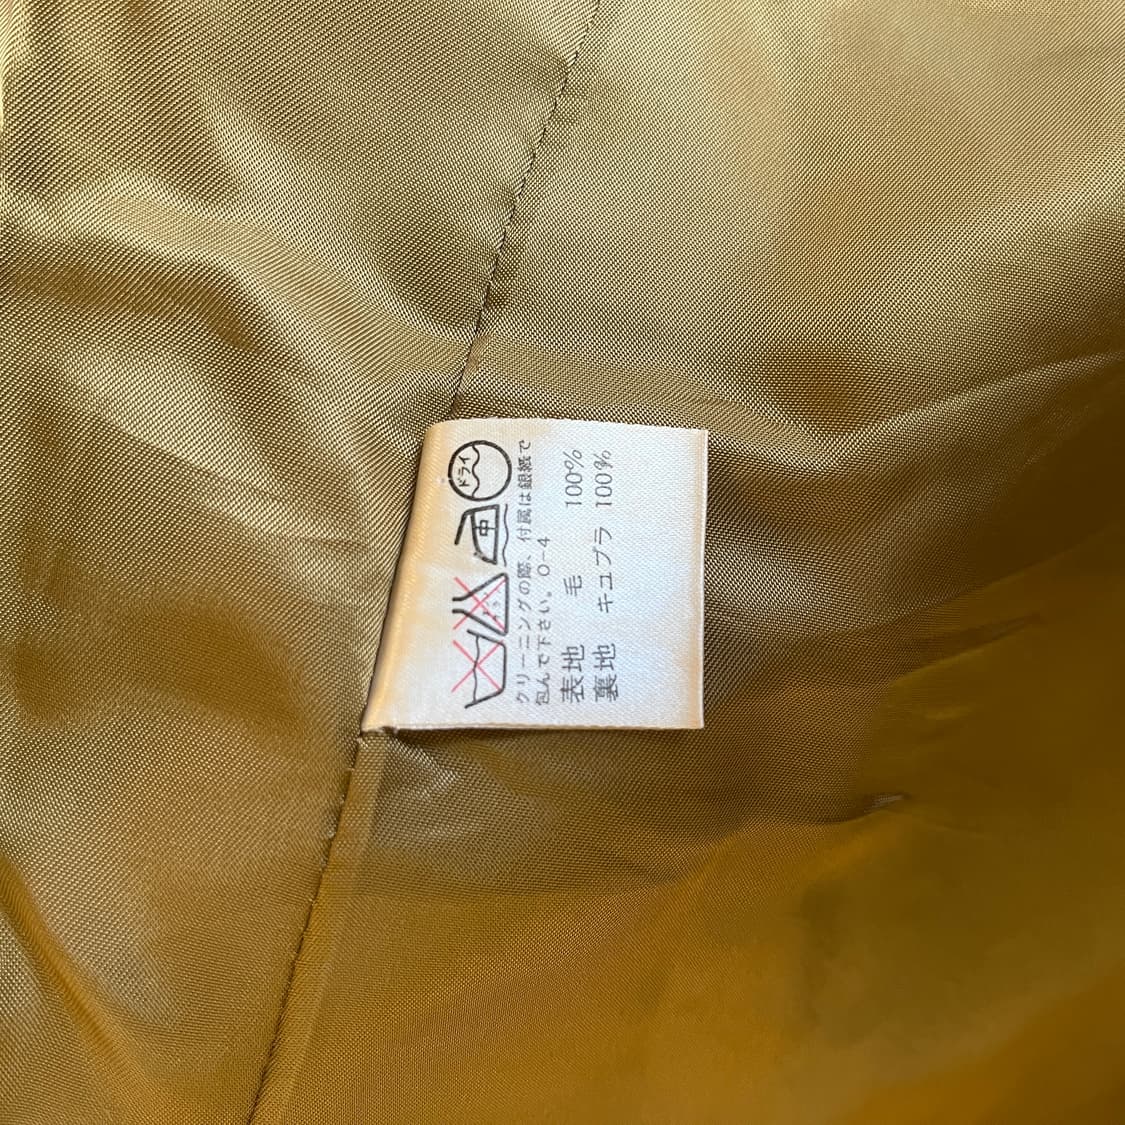 ドライ
中
クリーニングの際、付属は銀紙で
包んで下さい。0-4
表地 毛 100%
裏地 キュプラ 100%